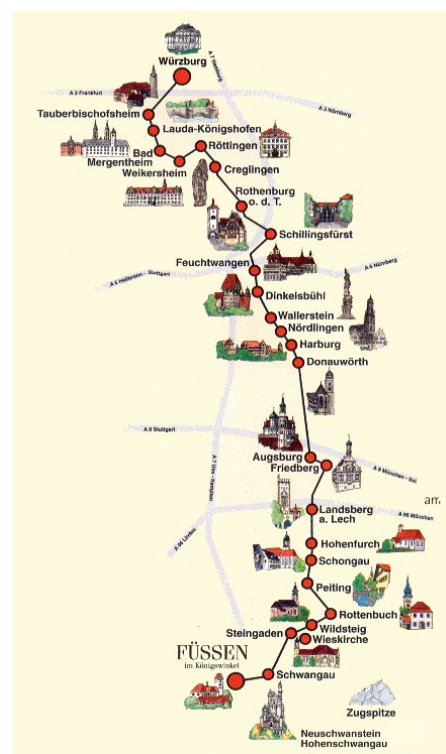 Würzburg
A 7 Hamburg
A 3 Frankfurt
A 3 Nürnberg
Tauberbischofsheim
Lauda-Königshofen
Röttingen
Bad
Mergentheim
Weikersheim
Creglingen
Rothenburg
o. d. T.
Schillingsfürst
Feuchtwangen
A 6 Nürnberg
A 6 Heilbronn - Stuttgart
Dinkelsbühl
Wallerstein
Nördlingen
Harburg
Donauwörth
A 8 Stuttgart
Augsburg
Friedberg
A 8 München - Sal
A 7 Ulm - Kempten
am
Landsberg
a. Lech
A 96 München
A 96 Lindau
Hohenfurch
Schongau
Peiting
Rottenbuch
Wildsteig
Steingaden
Wieskirche
FÜSSEN
im Königswinkel
Schwangau
Zugspitze
Neuschwanstein
Hohenschwangau